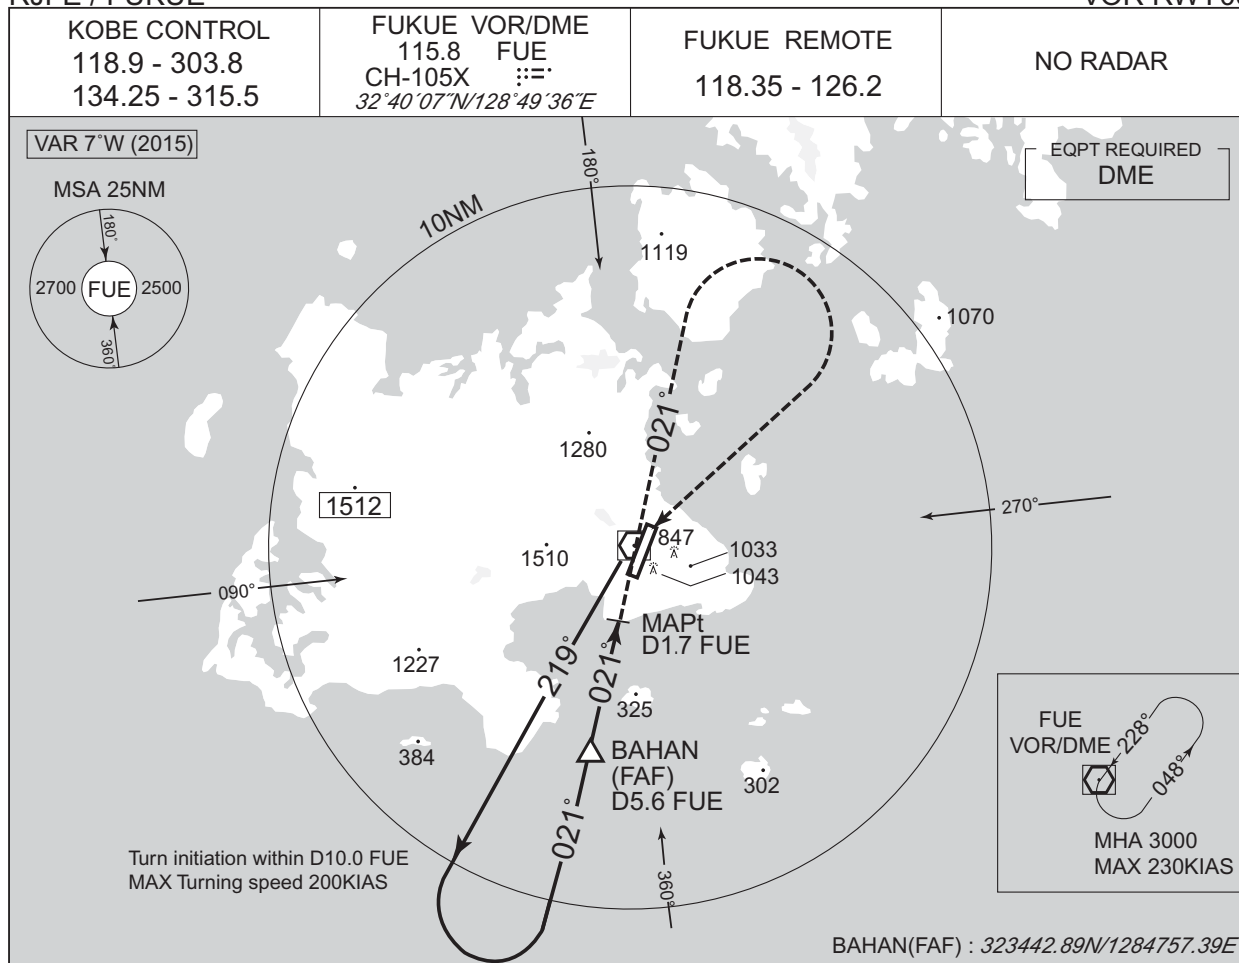 KOBE CONTROL
118.9 - 303.8
134.25 - 315.5
FUKUE VOR/DME
115.8 FUE
CH-105X
32˚40´07˝N/128˚49´36˝E
FUKUE REMOTE
118.35 - 126.2
NO RADAR
VAR 7˚W (2015)
MSA 25NM
180˚
2700
FUE
2500
360˚
EQPT REQUIRED
DME
180˚
10NM
1119
1070
021˚
1280
1512
270˚
847
1033
1510
1043
090˚
MAPt
D1.7 FUE
219˚
021˚
1227
325
384
BAHAN
(FAF)
D5.6 FUE
302
021˚
360˚
FUE
VOR/DME
228°
048°
MHA 3000
MAX 230KIAS
Turn initiation within D10.0 FUE
MAX Turning speed 200KIAS
BAHAN(FAF) : 323442.89N/1284757.39E